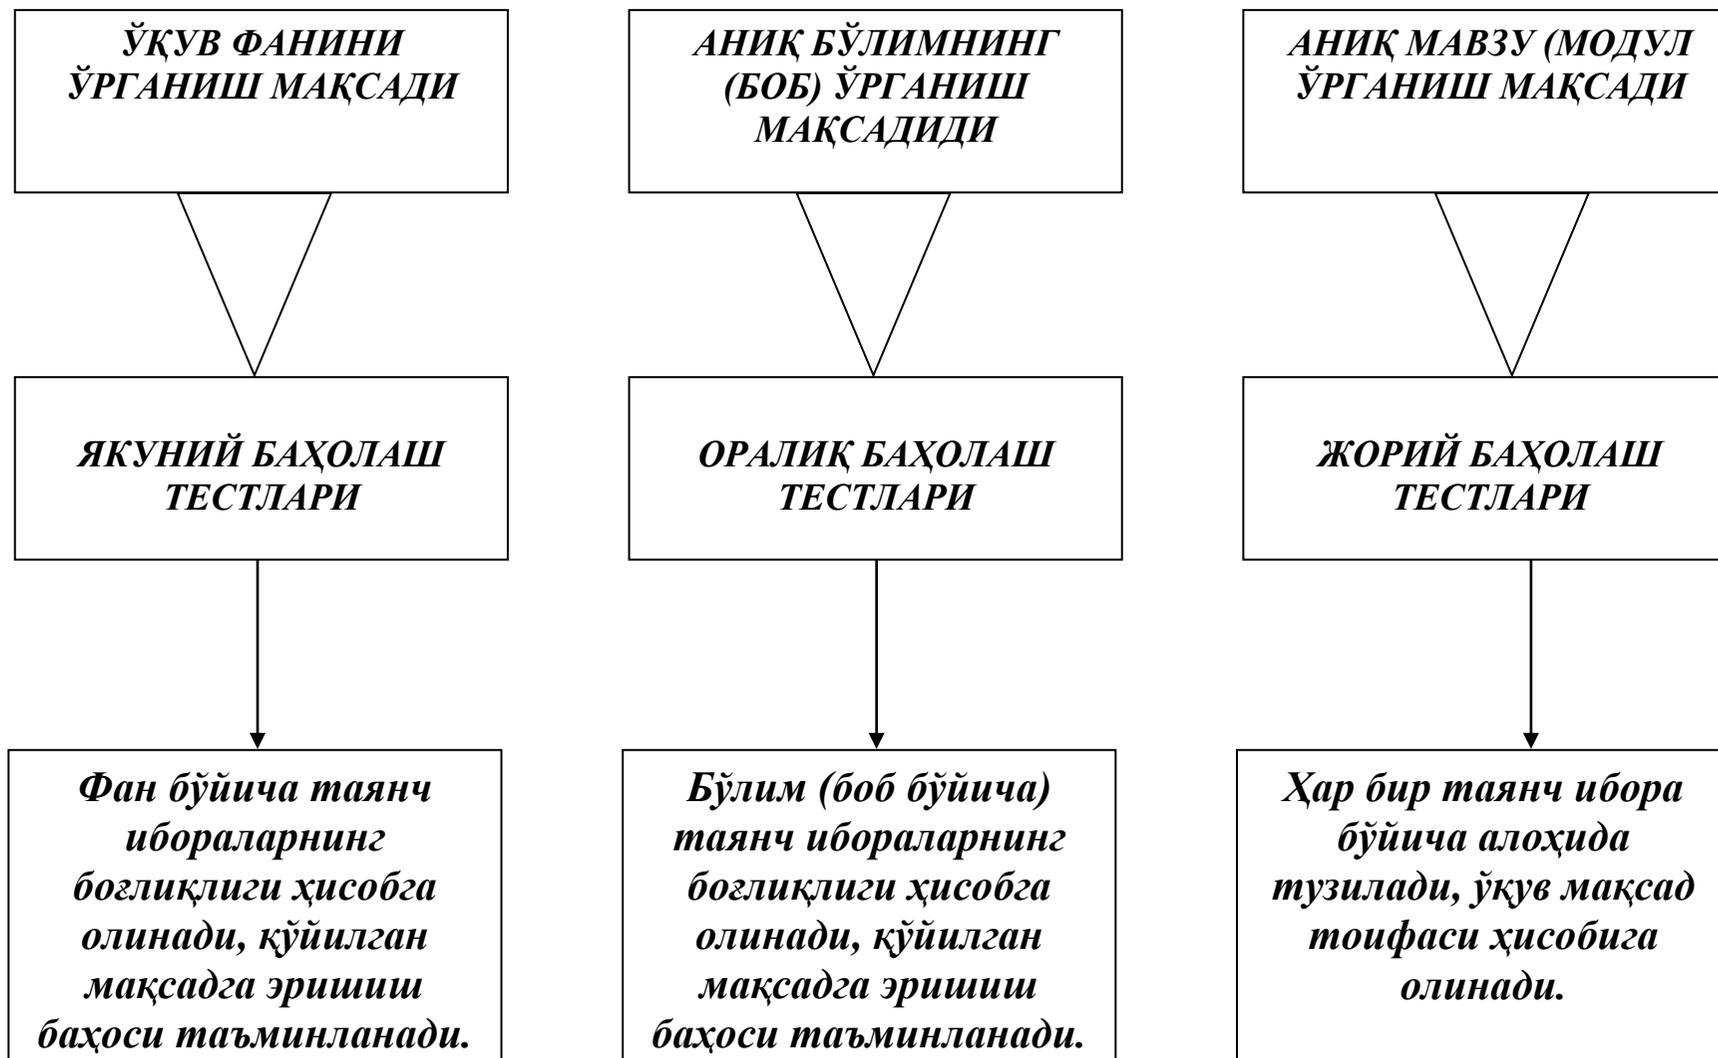 ЎҚУВ ФАНИНИ
ЎРГАНИШ МАҚСАДИ
АНИҚ БЎЛИМНИНГ
(БОБ) ЎРГАНИШ
МАҚСАДИДИ
АНИҚ МАВЗУ (МОДУЛ
ЎРГАНИШ МАҚСАДИ
ЯКУНИЙ БАҲОЛАШ
ТЕСТЛАРИ
ОРАЛИҚ БАҲОЛАШ
ТЕСТЛАРИ
ЖОРИЙ БАҲОЛАШ
ТЕСТЛАРИ
Фан бўйича таянч
ибораларнинг
боғлиқлиги ҳисобга
олинади, қўйилган
мақсадга эришиш
баҳоси таъминланади.
Бўлим (боб бўйича)
таянч ибораларнинг
боғлиқлиги ҳисобга
олинади, қўйилган
мақсадга эришиш
баҳоси таъминланади.
Ҳар бир таянч ибора
бўйича алоҳида
тузилади, ўқув мақсад
тоифаси ҳисобига
олинади.